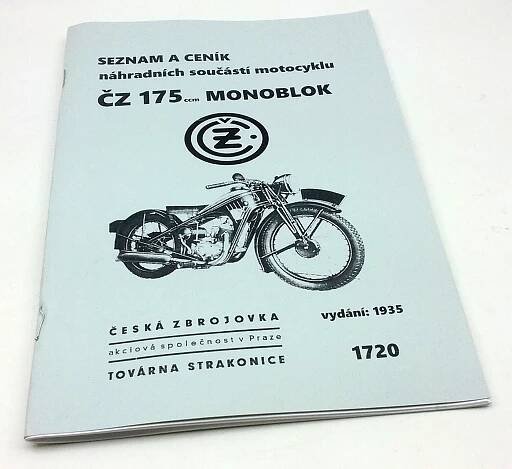 SEZNAM A CENÍK
náhradních součástí motocyklu
ČZ 175 ccm MONOBLOK
ČZ
ČESKÁ ZBROJOVKA
akciová společnost v Praze
TOVÁRNA STRAKONICE
vydání: 1935
1720